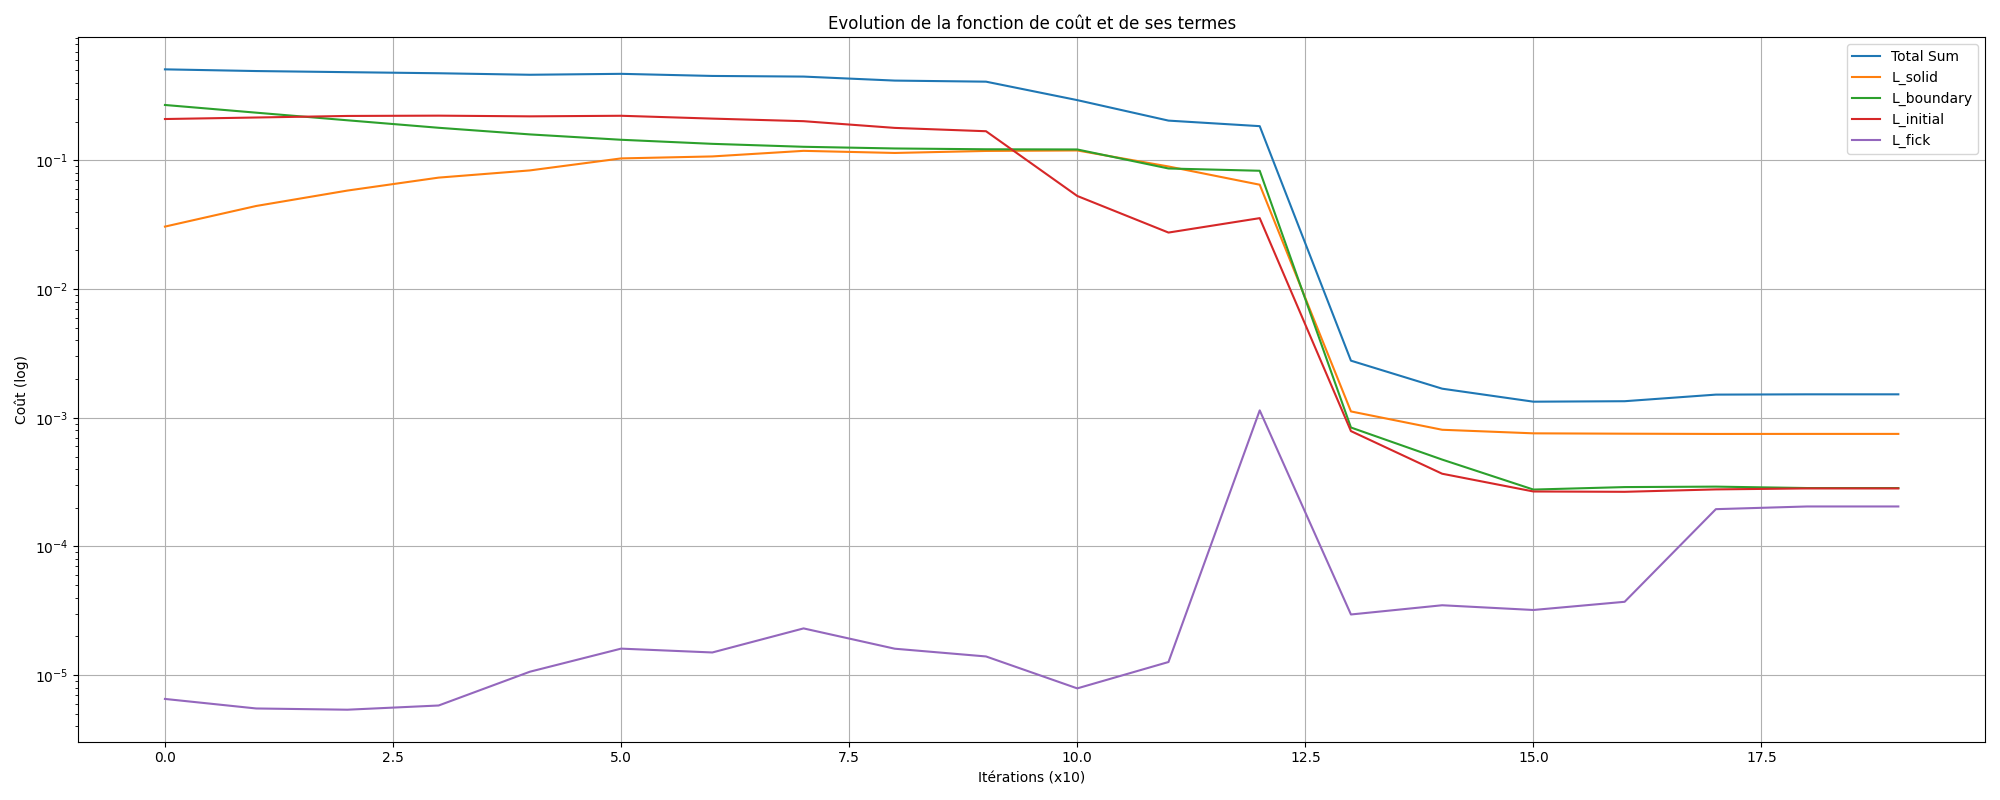 Evolution de la fonction de coût et de ses termes
Total Sum
L_solid
L_boundary
L_initial
L_fick
Coût (log)
10⁻¹
10⁻²
10⁻³
10⁻⁴
10⁻⁵
0.0 2.5 5.0 7.5 10.0 12.5 15.0 17.5
Itérations (x10)